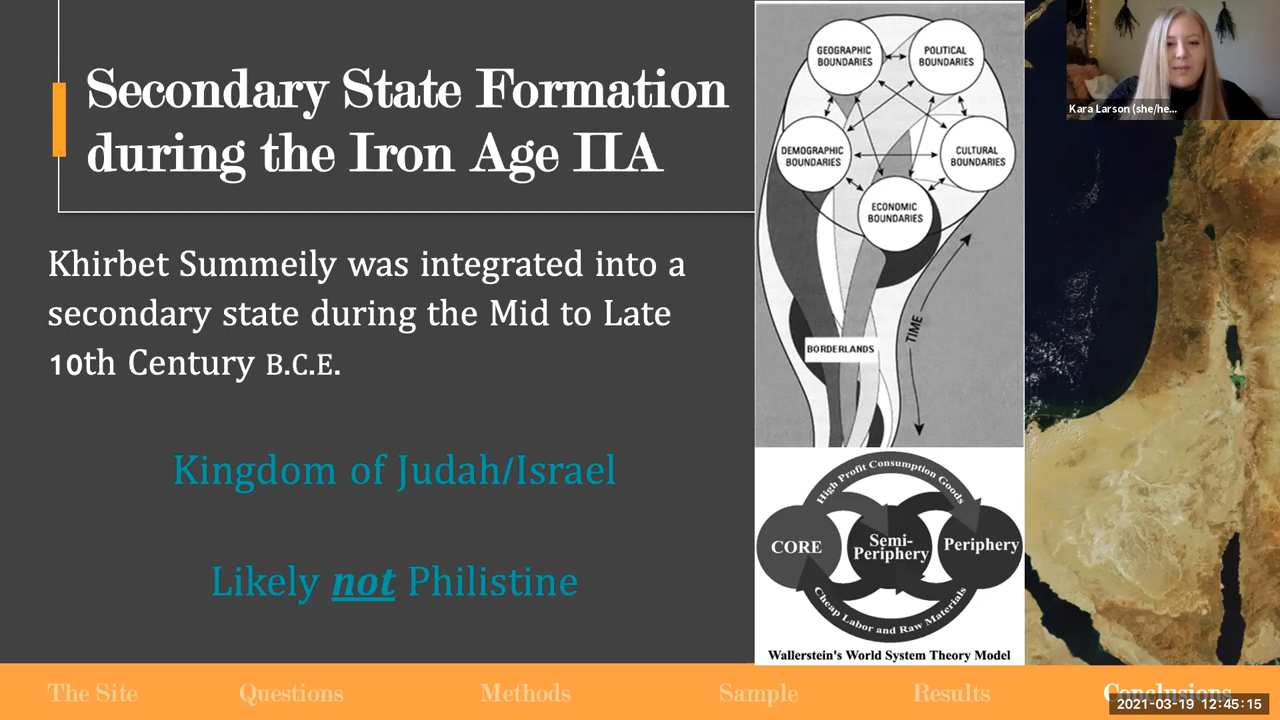 Secondary State Formation
during the Iron Age IIA
Khirbet Summeily was integrated into a
secondary state during the Mid to Late
10th Century B.C.E.
Kingdom of Judah/Israel
Likely not Philistine
GEOGRAPHIC
BOUNDARIES
POLITICAL
BOUNDARIES
DEMOGRAPHIC
BOUNDARIES
CULTURAL
BOUNDARIES
ECONOMIC
BOUNDARIES
TIME
BORDERLANDS
High Profit Consumption Goods
CORE
Semi-
Periphery
Periphery
Cheap Labor and Raw Materials
Wallerstein's World System Theory Model
Kara Larson (she/he...
The Site
Questions
Methods
Sample
Results
Conclusions
2021-03-19 12:45:15